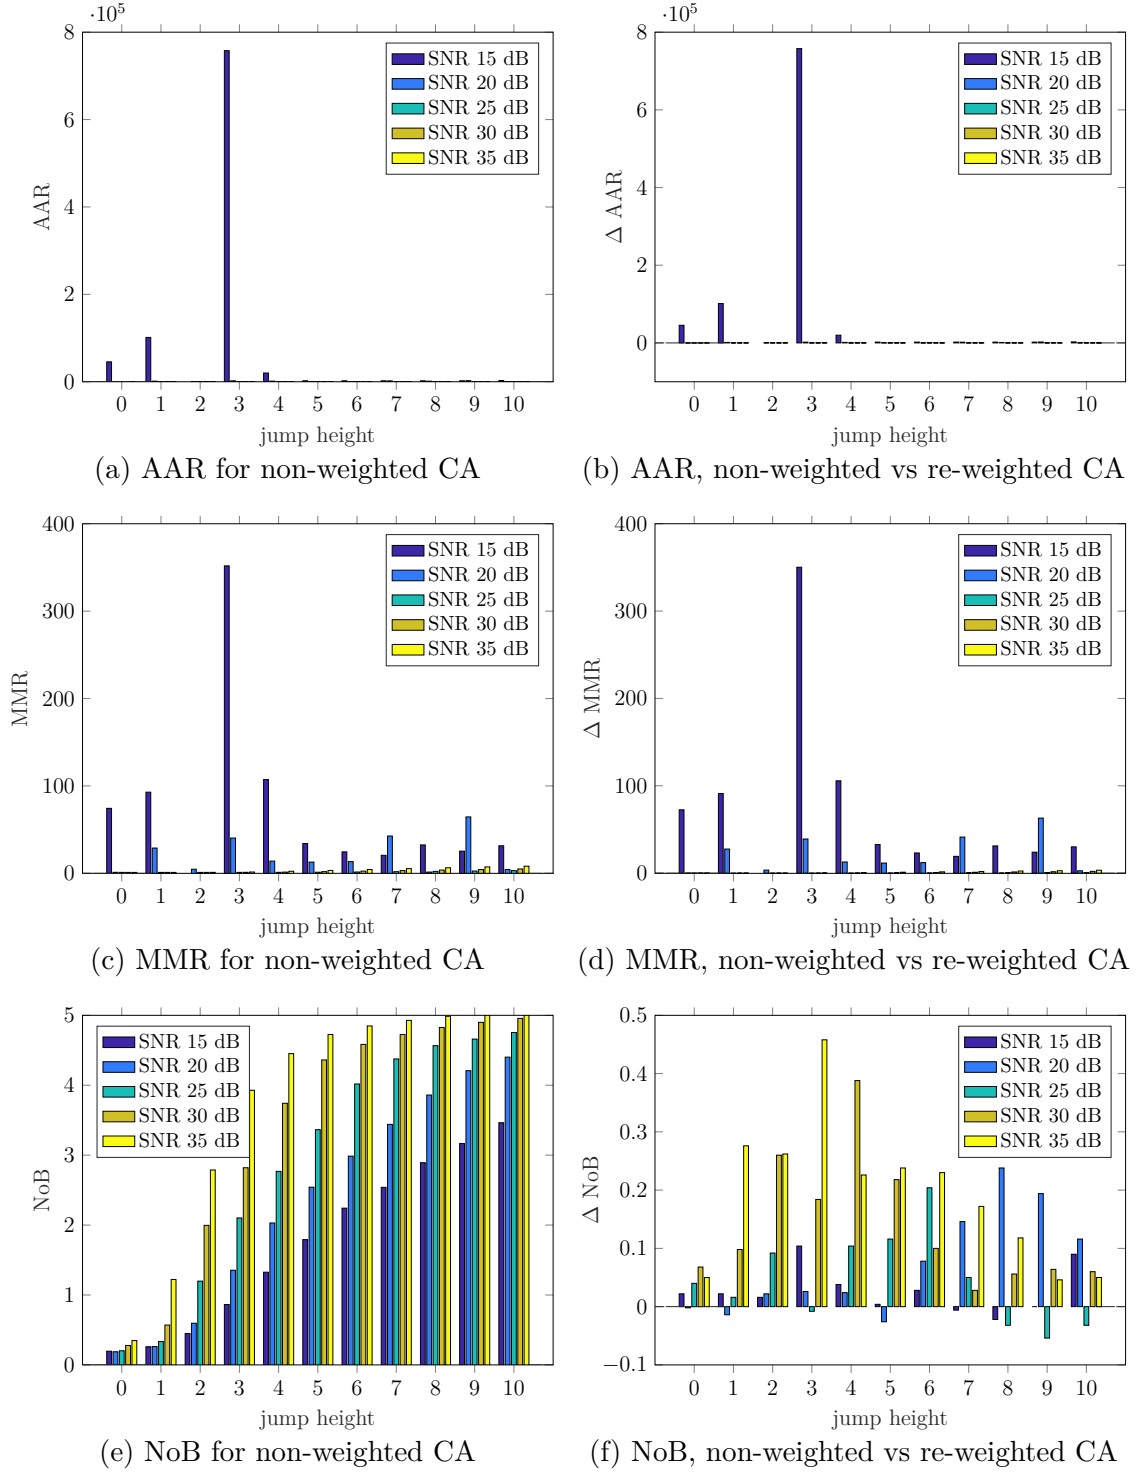 ·10⁵
8
6
4
2
0
AAR
SNR 15 dB
SNR 20 dB
SNR 25 dB
SNR 30 dB
SNR 35 dB
0 1 2 3 4 5 6 7 8 9 10
jump height
(a) AAR for non-weighted CA
·10⁵
8
6
4
2
0
Δ AAR
SNR 15 dB
SNR 20 dB
SNR 25 dB
SNR 30 dB
SNR 35 dB
0 1 2 3 4 5 6 7 8 9 10
jump height
(b) AAR, non-weighted vs re-weighted CA
400
300
200
100
0
MMR
SNR 15 dB
SNR 20 dB
SNR 25 dB
SNR 30 dB
SNR 35 dB
0 1 2 3 4 5 6 7 8 9 10
jump height
(c) MMR for non-weighted CA
400
300
200
100
0
Δ MMR
SNR 15 dB
SNR 20 dB
SNR 25 dB
SNR 30 dB
SNR 35 dB
0 1 2 3 4 5 6 7 8 9 10
jump height
(d) MMR, non-weighted vs re-weighted CA
5
4
3
2
1
0
NoB
SNR 15 dB
SNR 20 dB
SNR 25 dB
SNR 30 dB
SNR 35 dB
0 1 2 3 4 5 6 7 8 9 10
jump height
(e) NoB for non-weighted CA
0.5
0.4
0.3
0.2
0.1
0
−0.1
Δ NoB
SNR 15 dB
SNR 20 dB
SNR 25 dB
SNR 30 dB
SNR 35 dB
0 1 2 3 4 5 6 7 8 9 10
jump height
(f) NoB, non-weighted vs re-weighted CA